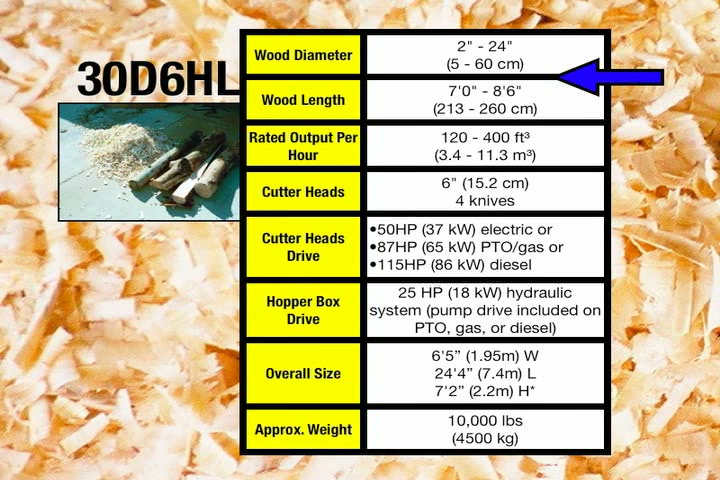 30D6HL
Wood Diameter
2" - 24"
(5 - 60 cm)
Wood Length
7'0" - 8'6"
(213 - 260 cm)
Rated Output Per
Hour
120 - 400 ft³
(3.4 - 11.3 m³)
Cutter Heads
6" (15.2 cm)
4 knives
Cutter Heads
Drive
•50HP (37 kW) electric or
•87HP (65 kW) PTO/gas or
•115HP (86 kW) diesel
Hopper Box
Drive
25 HP (18 kW) hydraulic
system (pump drive included on
PTO, gas, or diesel)
Overall Size
6'5” (1.95m) W
24'4” (7.4m) L
7'2” (2.2m) H*
Approx. Weight
10,000 lbs
(4500 kg)